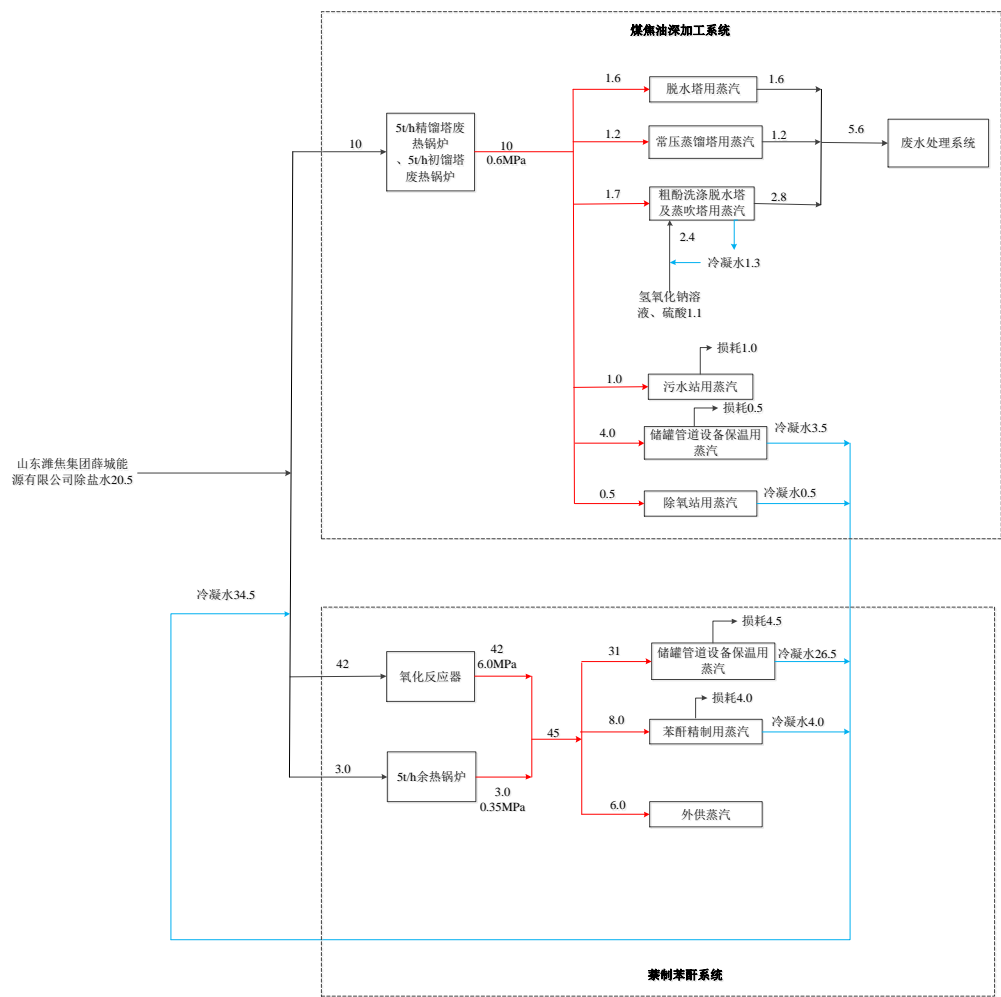 煤焦油深加工系统
1.6
脱水塔用蒸汽
1.6
10
5t/h精馏塔废
热锅炉
、5t/h初馏塔
废热锅炉
10
0.6MPa
1.2
常压蒸馏塔用蒸汽
1.2
5.6
废水处理系统
1.7
粗酚洗涤脱水塔
及蒸吹塔用蒸汽
2.8
2.4
冷凝水1.3
氢氧化钠溶
液、硫酸1.1
损耗1.0
1.0
污水站用蒸汽
损耗0.5
4.0
储罐管道设备保温用
蒸汽
冷凝水3.5
山东潍焦集团薛城能
源有限公司除盐水20.5
0.5
除氧站用蒸汽
冷凝水0.5
冷凝水34.5
损耗4.5
42
氧化反应器
42
6.0MPa
31
储罐管道设备保温用
蒸汽
冷凝水26.5
损耗4.0
45
8.0
苯酐精制用蒸汽
冷凝水4.0
3.0
5t/h余热锅炉
3.0
0.35MPa
6.0
外供蒸汽
萘制苯酐系统